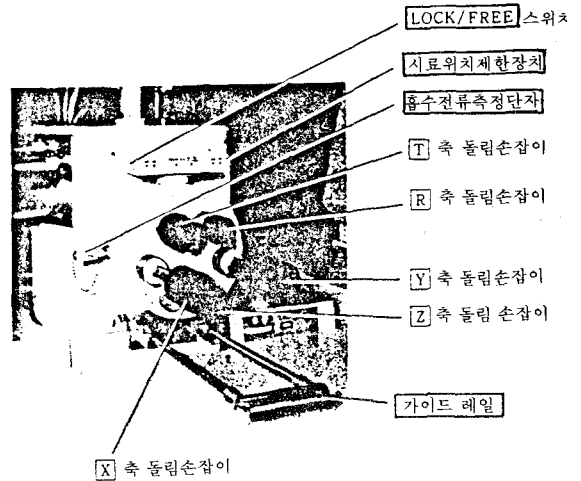 LOCK/FREE 스위치
시료위치제한장치
흡수전류측정단자
T 축 돌림손잡이
R 축 돌림손잡이
Y 축 돌림손잡이
Z 축 돌림 손잡이
가이드 레일
X 축 돌림손잡이